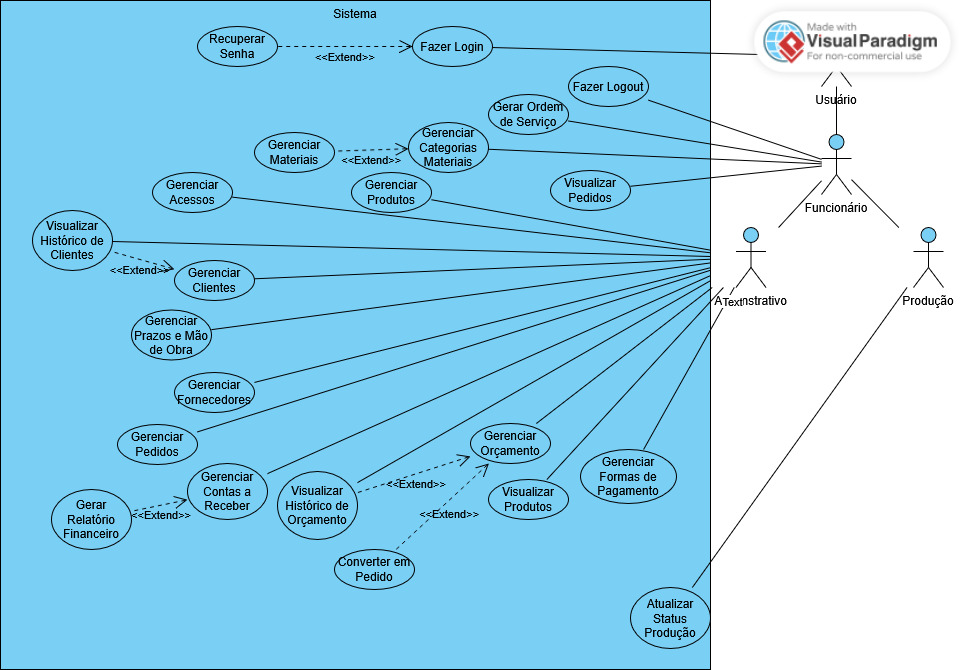 Sistema
Made with
Visual Paradigm
For non-commercial use
Recuperar
Senha
<<Extend>>
Fazer Login
Usuário
Fazer Logout
Gerar Ordem
de Serviço
Gerenciar
Materiais
<<Extend>>
Gerenciar
Categorias
Materiais
Gerenciar
Acessos
Gerenciar
Produtos
Visualizar
Pedidos
Funcionário
Visualizar
Histórico de
Clientes
<<Extend>>
Gerenciar
Clientes
Text
Produção
Gerenciar
Prazos e Mão
de Obra
Gerenciar
Fornecedores
Gerenciar
Pedidos
Gerenciar
Orçamento
Gerar
Relatório
Financeiro
<<Extend>>
Gerenciar
Contas a
Receber
Visualizar
Histórico de
Orçamento
<<Extend>>
Visualizar
Produtos
Gerenciar
Formas de
Pagamento
<<Extend>>
Converter em
Pedido
Atualizar
Status
Produção